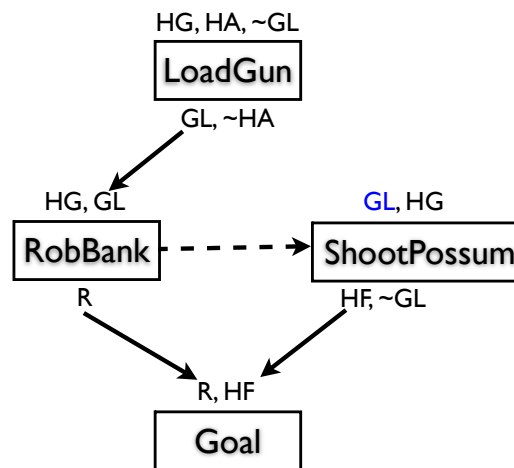 HG, HA, ~GL
LoadGun
GL, ~HA
HG, GL
GL, HG
RobBank
ShootPossum
R
HF, ~GL
R, HF
Goal